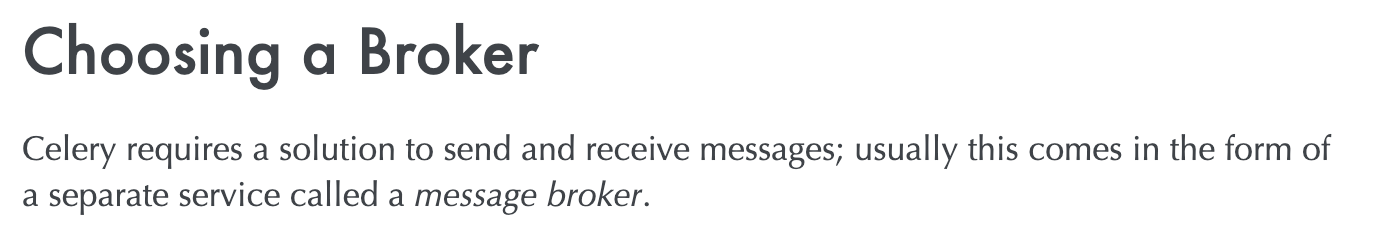 Choosing a Broker
Celery requires a solution to send and receive messages; usually this comes in the form of
a separate service called a message broker.